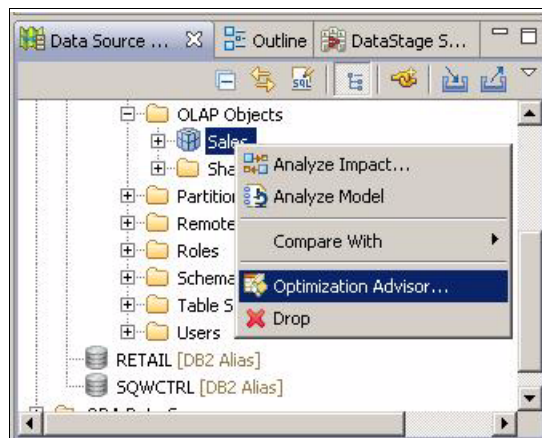 Data Source ... Outline DataStage S...
SQL
OLAP Objects
Sales
Sha
Analyze Impact...
Partition
Analyze Model
Remote
Roles
Compare With
Schema
Optimization Advisor...
Table S
Drop
Users
RETAIL [DB2 Alias]
SQWCTRL [DB2 Alias]